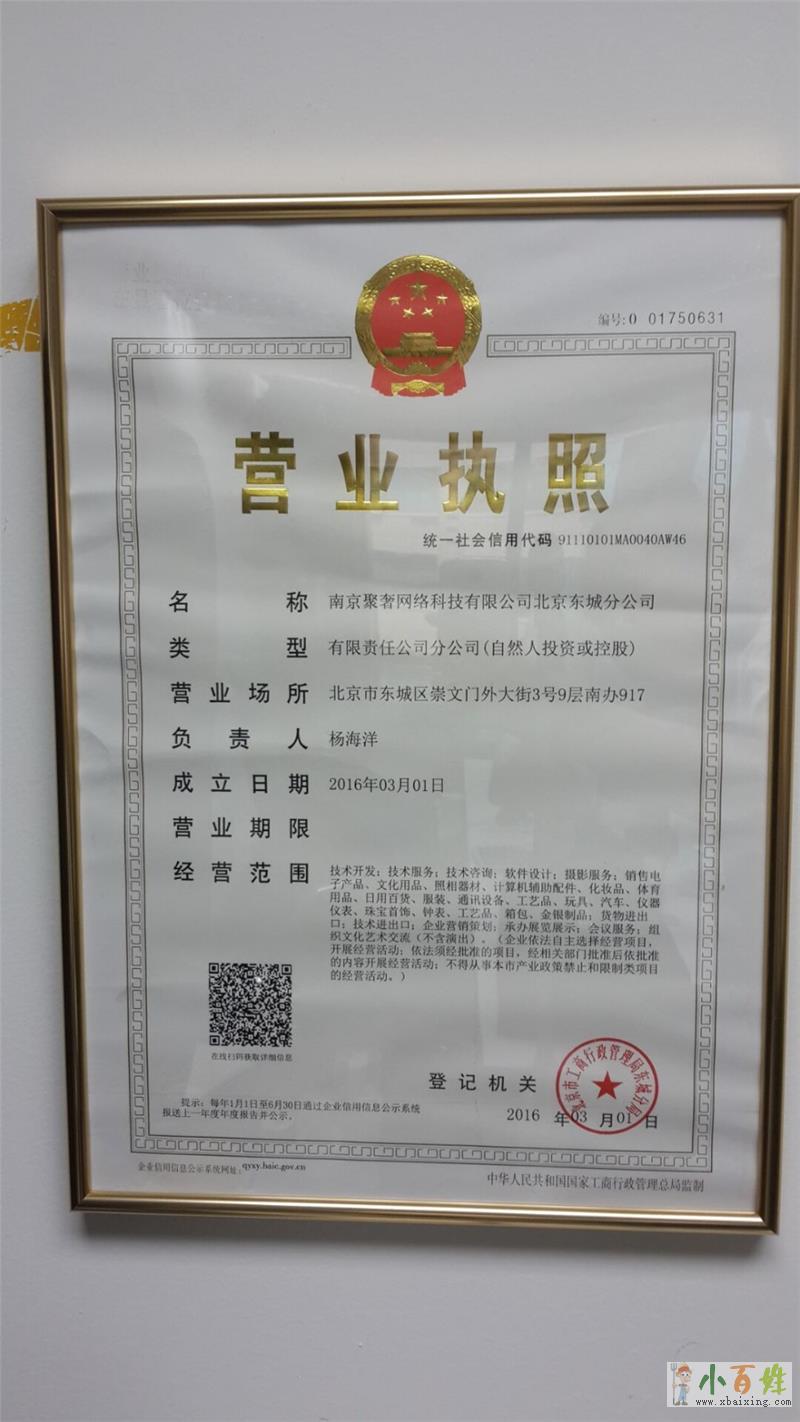 编号:0 01750631
营业执照
统一社会信用代码 91110101MA0040AW46
名称 南京聚奢网络科技有限公司北京东城分公司
类型 有限责任公司分公司(自然人投资或控股)
营业场所 北京市东城区崇文门外大街3号9层南办917
负责人 杨海洋
成立日期 2016年03月01日
营业期限
经营范围 技术开发；技术服务；技术咨询；软件设计；摄影服务；销售电
子产品、文化用品、照相器材、计算机辅助配件、化妆品、体育
用品、日用百货、服装、通讯设备、工艺品、玩具、汽车、仪器
仪表、珠宝首饰、钟表、工艺品、箱包、金银制品；货物进出
口；技术进出口；企业营销策划；承办展览展示；会议服务；组
织文化艺术交流（不含演出）。（企业依法自主选择经营项目，
开展经营活动；依法须经批准的项目，经相关部门批准后依批准
的内容开展经营活动；不得从事本市产业政策禁止和限制类项目
的经营活动。）
在线扫码获取详细信息
登记机关
北京市工商行政管理局东城分局
2016 年 03 月 01 日
提示：每年1月1日至6月30日通过企业信用信息公示系统
报送上一年度年度报告并公示。
企业信用信息公示系统网址：qyxy.baic.gov.cn
中华人民共和国国家工商行政管理总局监制
小百姓
www.xbaixing.com